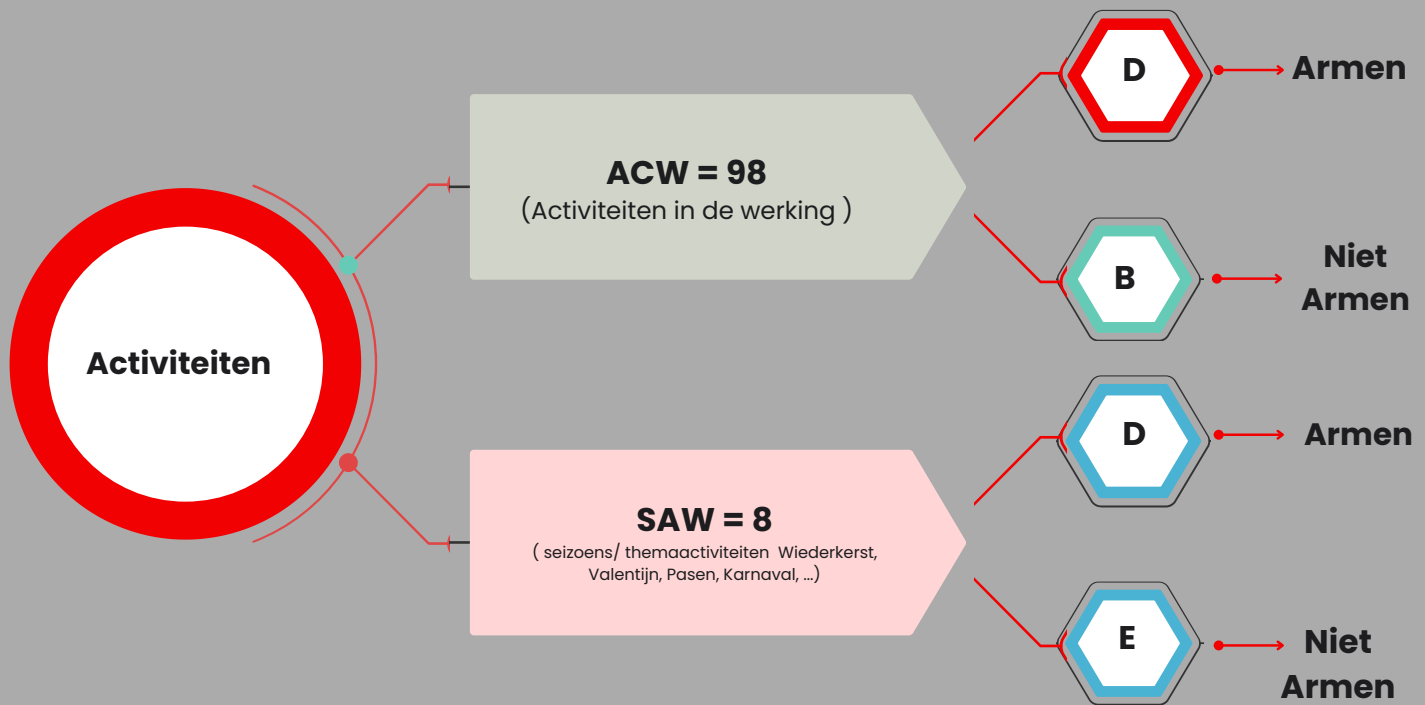 Activiteiten
ACW = 98
(Activiteiten in de werking )
D
Armen
B
Niet
Armen
SAW = 8
( seizoens/ themaactiviteiten Wiederkerst,
Valentijn, Pasen, Karnaval, ...)
D
Armen
E
Niet
Armen